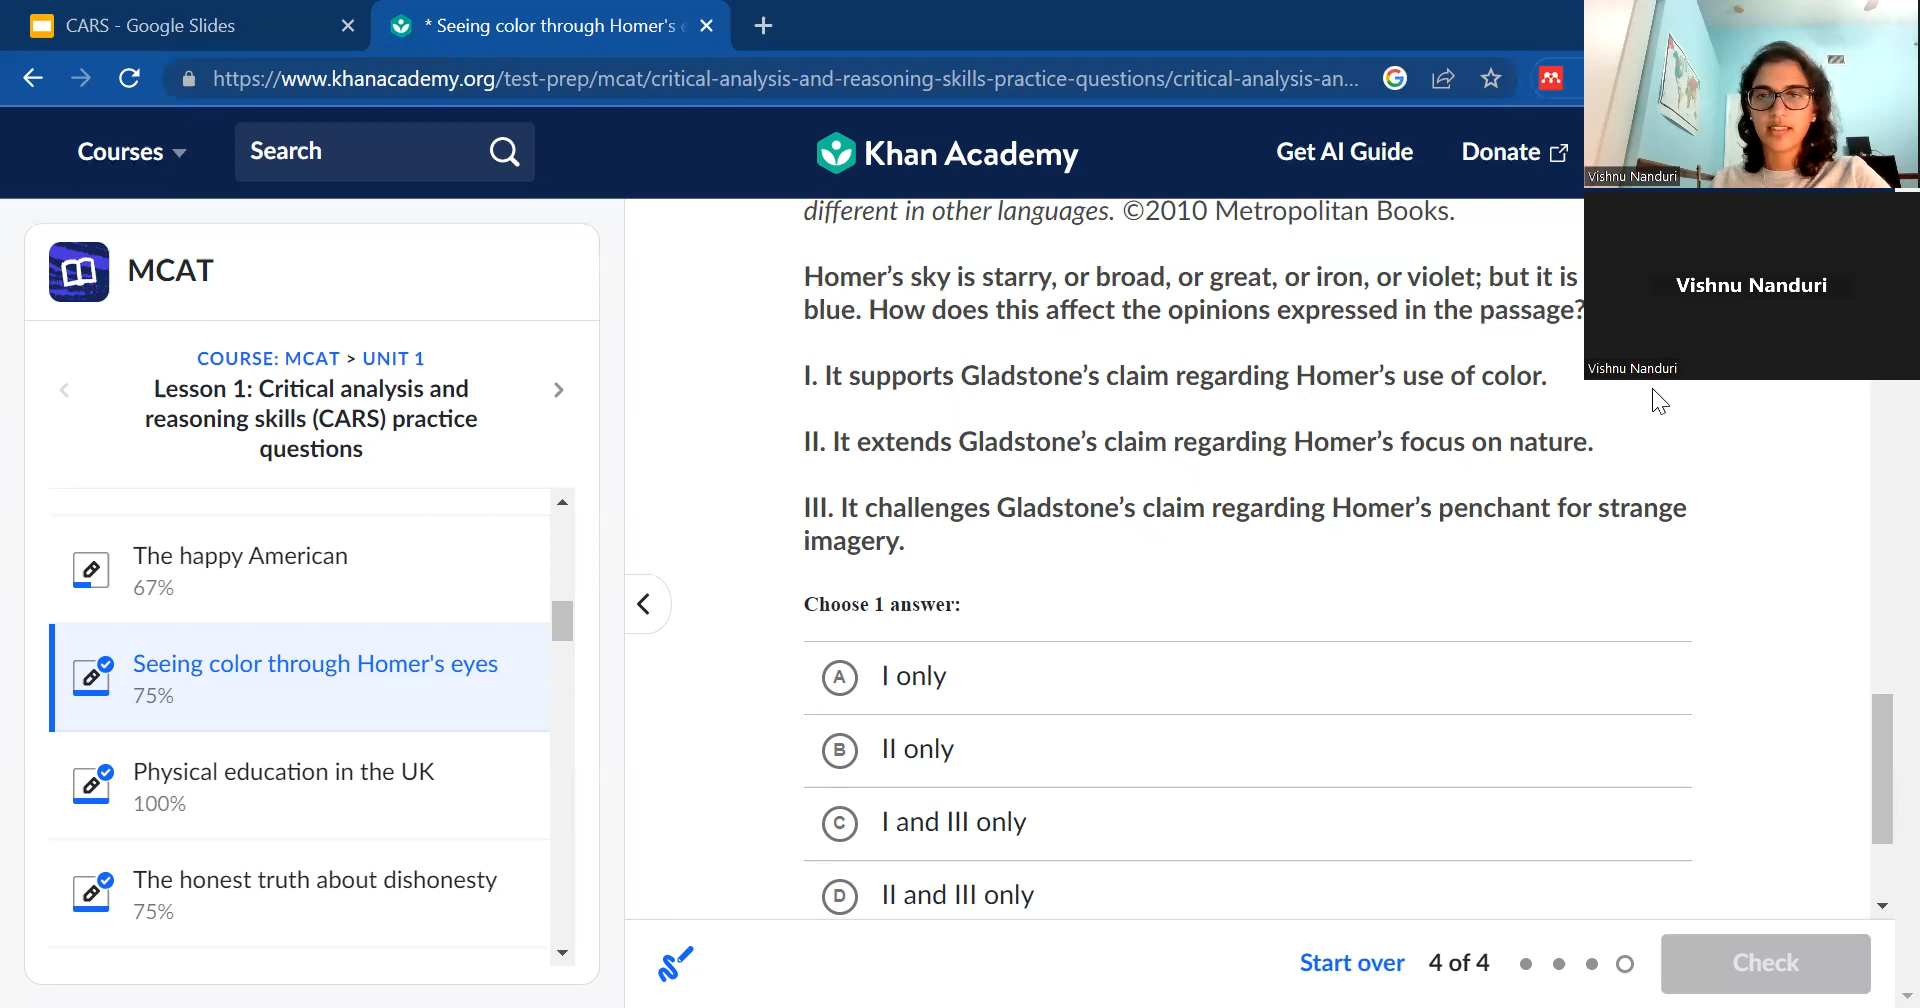 CARS - Google Slides
* Seeing color through Homer's e
https://www.khanacademy.org/test-prep/mcat/critical-analysis-and-reasoning-skills-practice-questions/critical-analysis-an...
Courses
Search
Khan Academy
Get AI Guide
Donate
Vishnu Nanduri
Vishnu Nanduri
Vishnu Nanduri
MCAT
COURSE: MCAT > UNIT 1
Lesson 1: Critical analysis and
reasoning skills (CARS) practice
questions
The happy American
67%
Seeing color through Homer's eyes
75%
Physical education in the UK
100%
The honest truth about dishonesty
75%
different in other languages. ©2010 Metropolitan Books.
Homer’s sky is starry, or broad, or great, or iron, or violet; but it is
blue. How does this affect the opinions expressed in the passage?
I. It supports Gladstone’s claim regarding Homer’s use of color.
II. It extends Gladstone’s claim regarding Homer’s focus on nature.
III. It challenges Gladstone’s claim regarding Homer’s penchant for strange
imagery.
Choose 1 answer:
A I only
B II only
C I and III only
D II and III only
Start over
4 of 4
Check